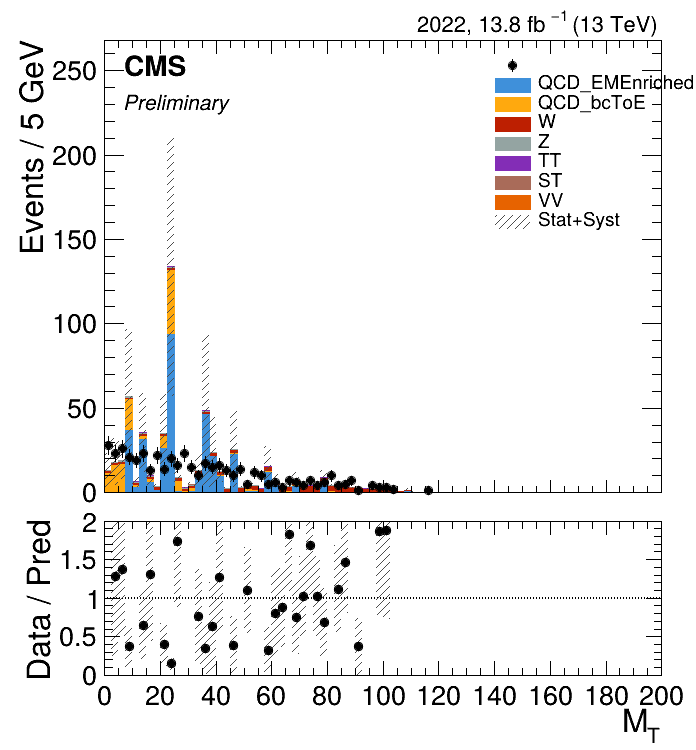 2022, 13.8 fb⁻¹ (13 TeV)
CMS
Preliminary
QCD_EMEnriched
QCD_bcToE
W
Z
TT
ST
VV
Stat+Syst
Events / 5 GeV
250
200
150
100
50
0
Data / Pred
2
1.5
1
0.5
0
0 20 40 60 80 100 120 140 160 180 200
M_T